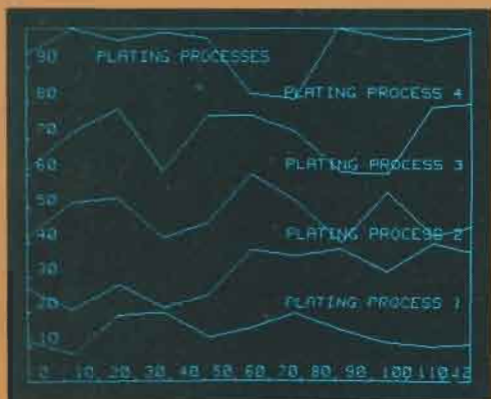 90
PLATING PROCESSES
80
PLATING PROCESS 4
70
60
PLATING PROCESS 3
50
40
PLATING PROCESS 2
30
20
PLATING PROCESS 1
10
0 10 20 30 40 50 60 70 80 90 100 110 12